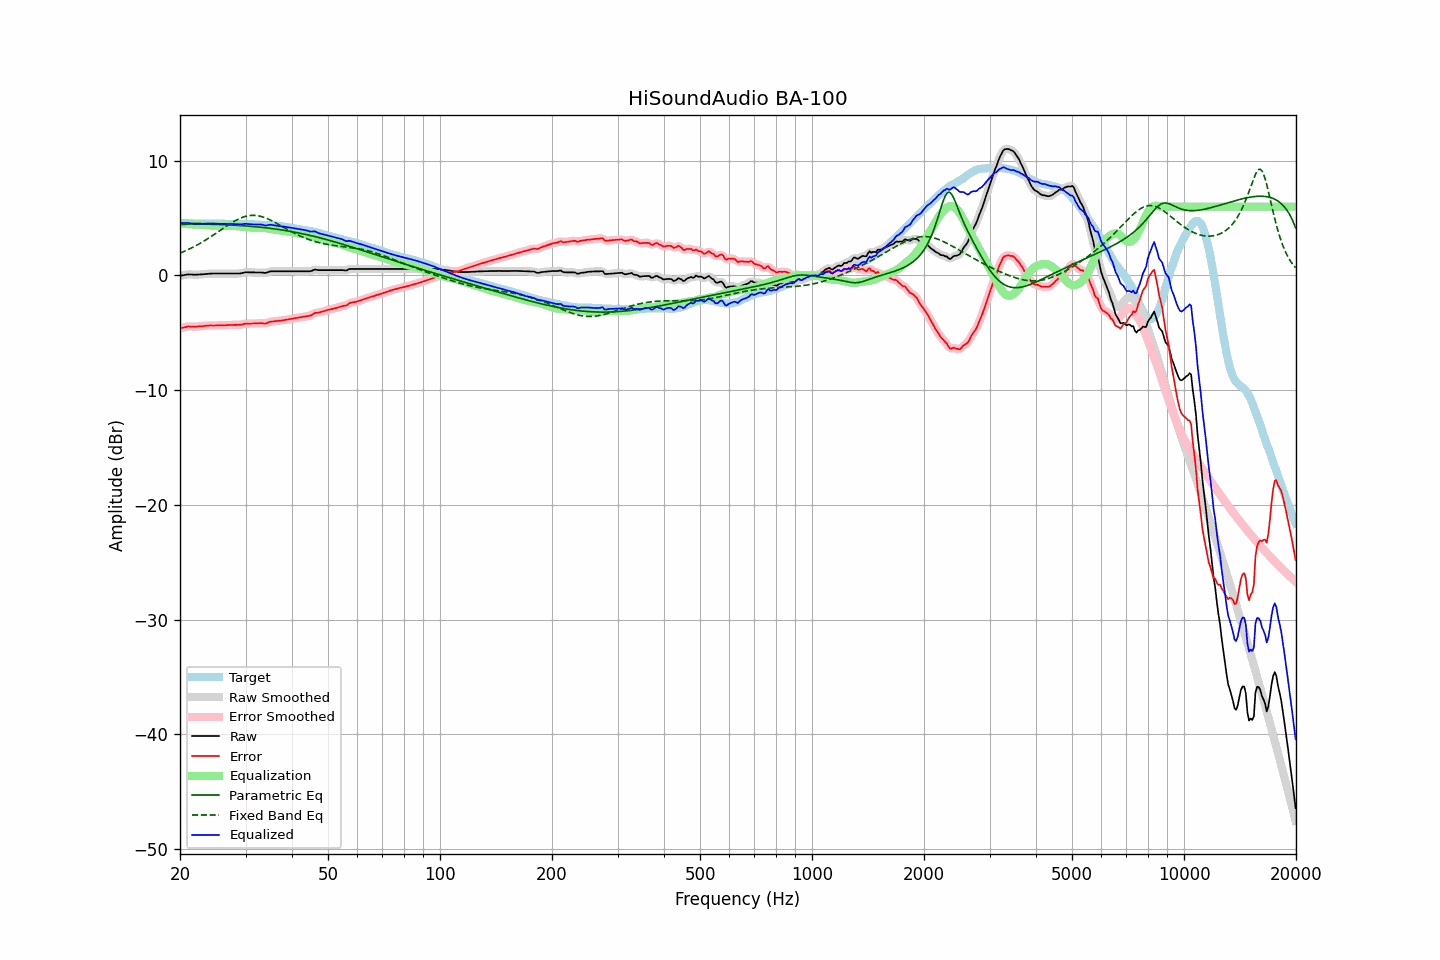 HiSoundAudio BA-100
Amplitude (dBr)
10
0
−10
−20
−30
−40
−50
Target
Raw Smoothed
Error Smoothed
Raw
Error
Equalization
Parametric Eq
Fixed Band Eq
Equalized
20
50
100
200
500
1000
2000
5000
10000
20000
Frequency (Hz)